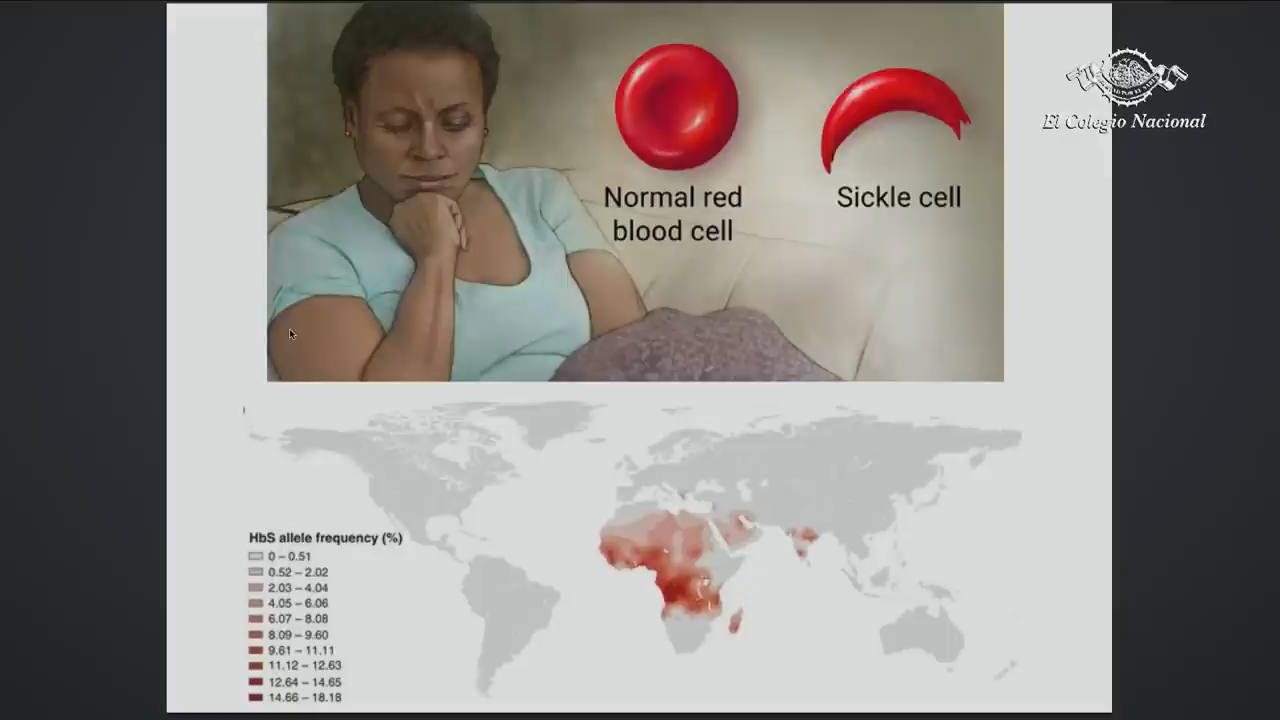 El Colegio Nacional
Normal red
blood cell
Sickle cell
HbS allele frequency (%)
0 – 0.51
0.52 – 2.02
2.03 – 4.04
4.05 – 6.06
6.07 – 8.08
8.09 – 9.60
9.61 – 11.11
11.12 – 12.63
12.64 – 14.65
14.66 – 18.18